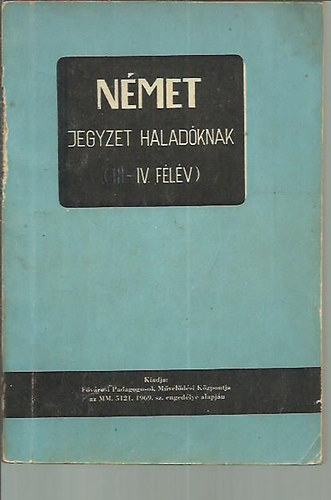 NÉMET
JEGYZET HALADÓKNAK
(III - IV. FÉLÉV)
Kiadja:
Fővárosi Pedagógusok Művelődési Központja
az MM. 5121. 1969. sz. engedélye alapján